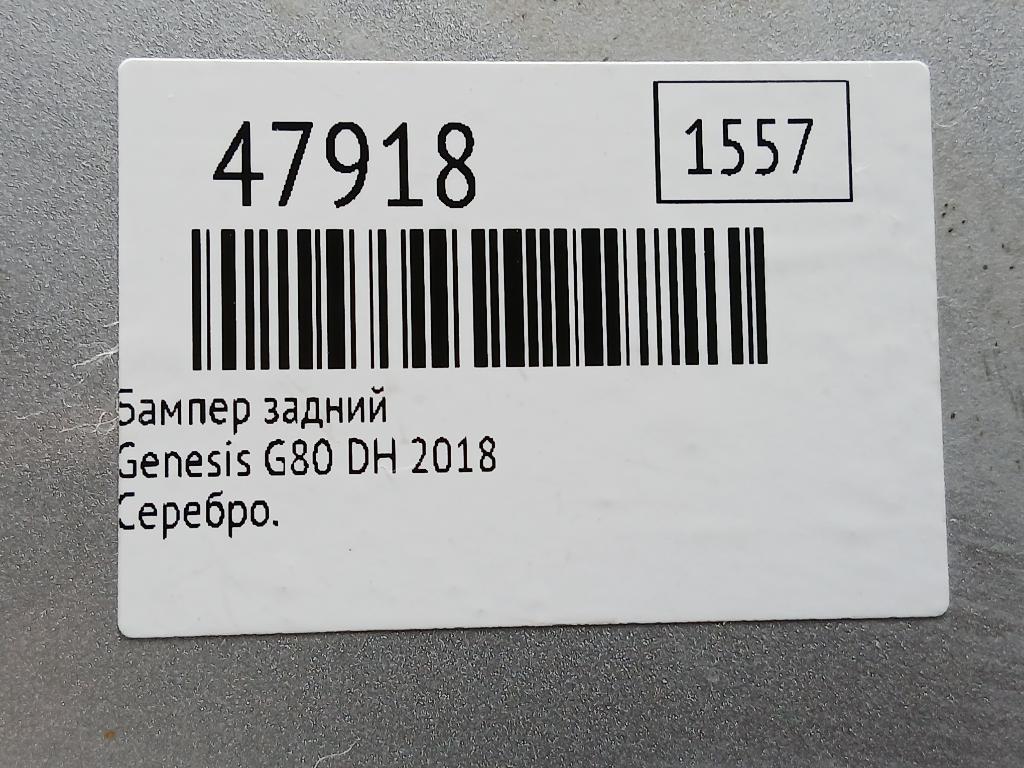 47918
1557
Бампер задний
Genesis G80 DH 2018
Серебро.